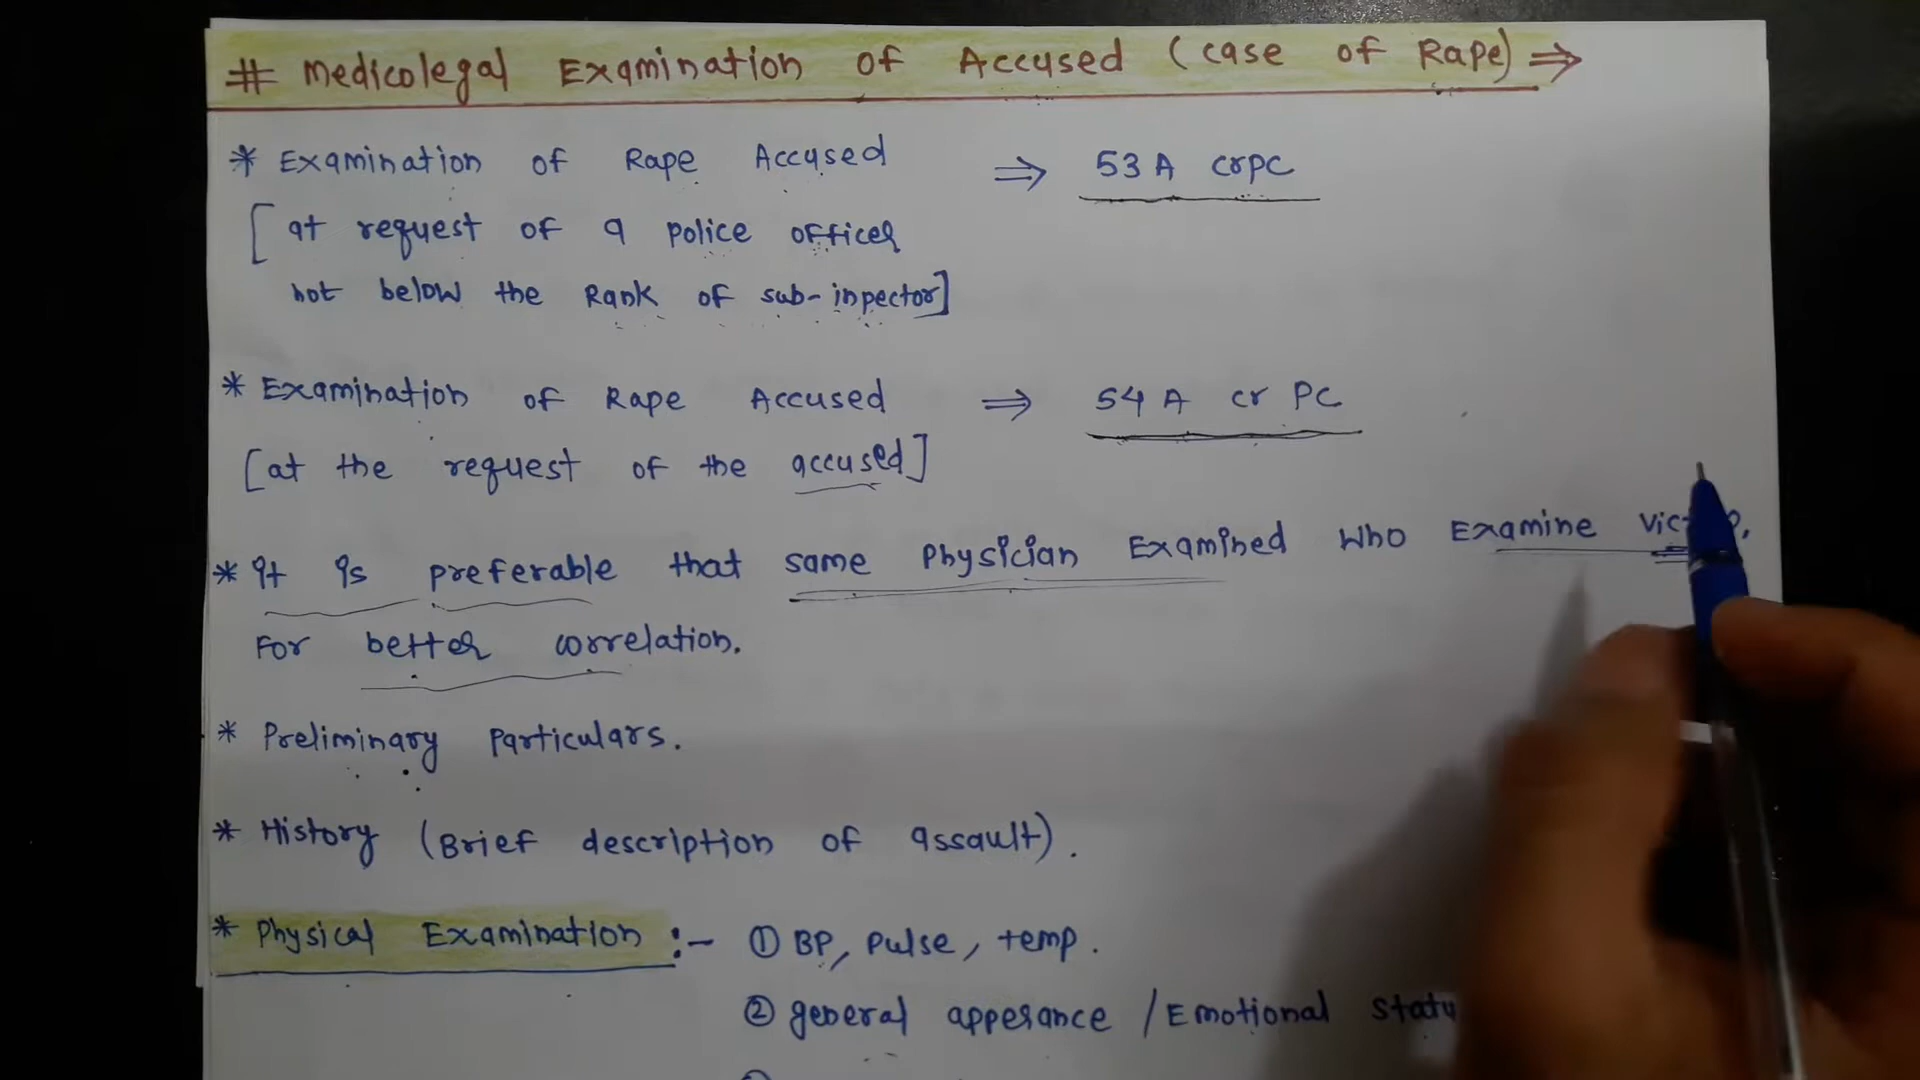 # Medicolegal Examination of Accused (case of Rape) ⇒
* Examination of Rape Accused ⇒ 53 A CrPC
[at request of a police officer
not below the Rank of sub-inpector]
* Examination of Rape Accused ⇒ 54 A Cr PC
[at the request of the accused]
* It is preferable that same Physician Examined who Examine
For better correlation.
* Preliminary Particulars.
* History (Brief description of assault).
* Physical Examination :- ① BP, pulse, temp.
② general apperance / Emotional